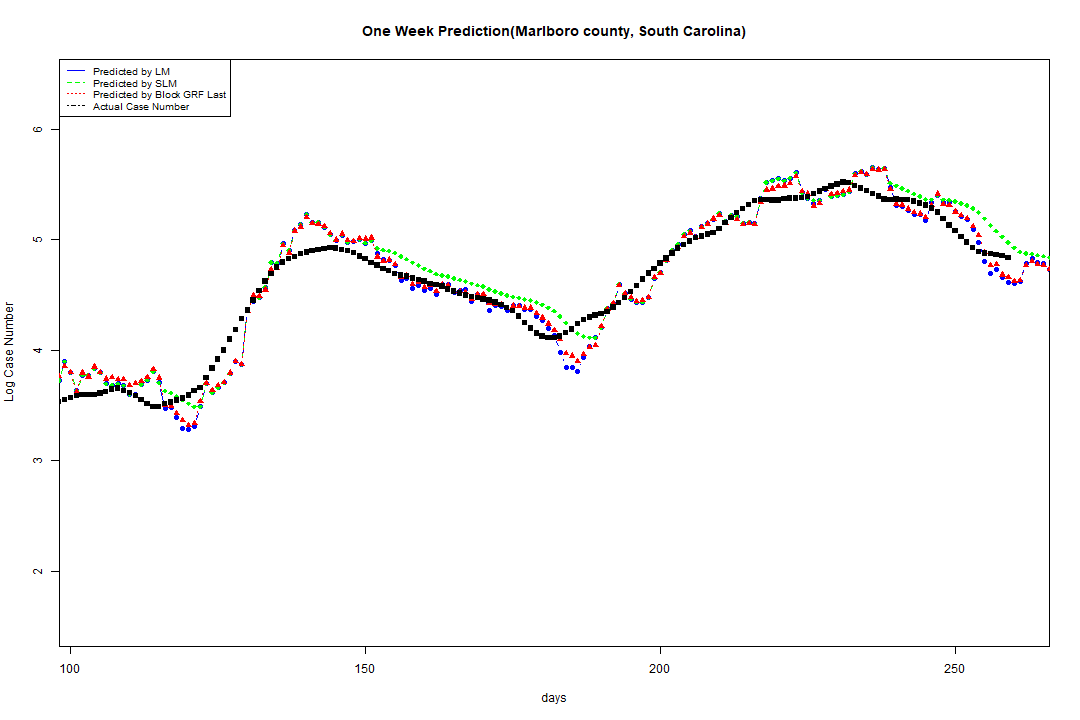 One Week Prediction(Marlboro county, South Carolina)
Predicted by LM
Predicted by SLM
Predicted by Block GRF Last
Actual Case Number
6
5
4
3
2
Log Case Number
100 150 200 250
days